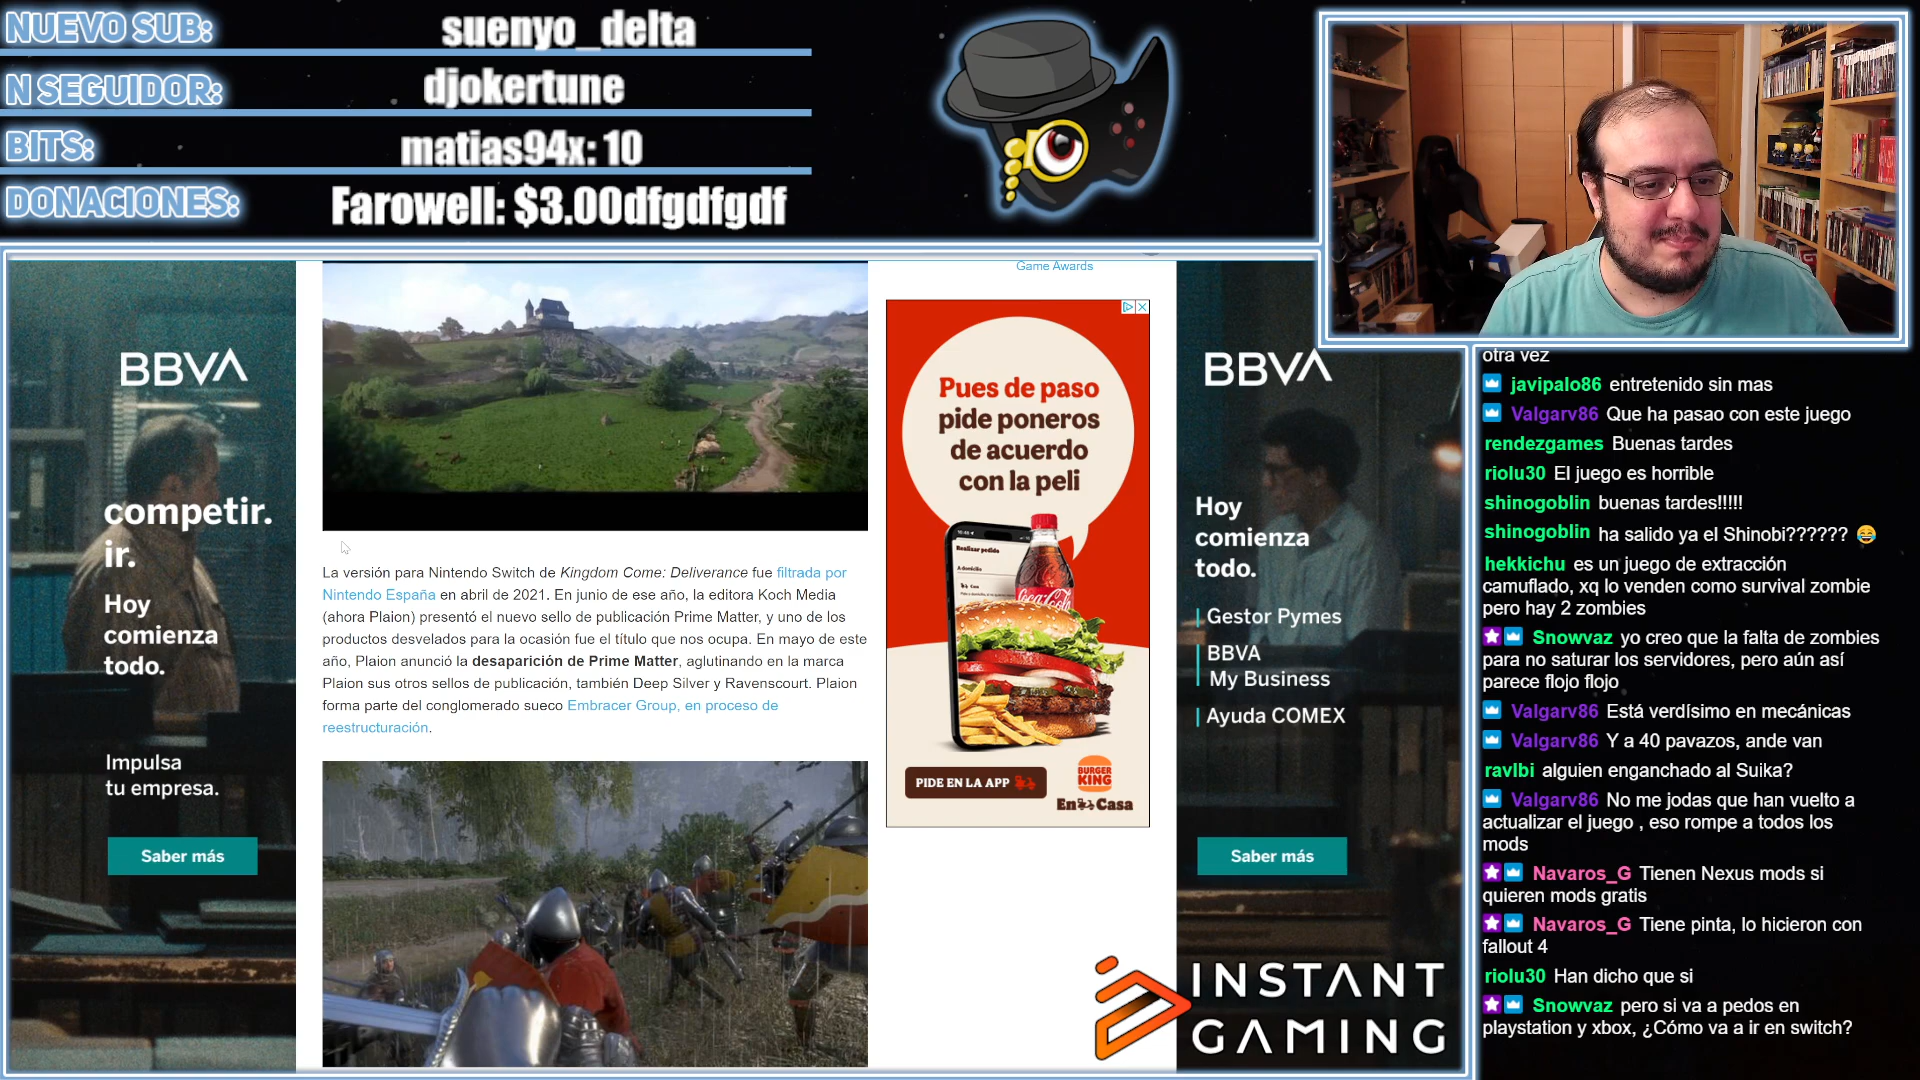 NUEVO SUB:
suenyo_delta
N SEGUIDOR:
djokertune
BITS:
matias94x: 10
DONACIONES:
Farowell: $3.00dfgdfgdf
Game Awards
BBVA
competir.
ir.
Hoy
comienza
todo.
Impulsa
tu empresa.
Saber más
La versión para Nintendo Switch de Kingdom Come: Deliverance fue filtrada por
Nintendo España en abril de 2021. En junio de ese año, la editora Koch Media
(ahora Plaion) presentó el nuevo sello de publicación Prime Matter, y uno de los
productos desvelados para la ocasión fue el título que nos ocupa. En mayo de este
año, Plaion anunció la desaparición de Prime Matter, aglutinando en la marca
Plaion sus otros sellos de publicación, también Deep Silver y Ravenscourt. Plaion
forma parte del conglomerado sueco Embracer Group, en proceso de
reestructuración.
Pues de paso
pide poneros
de acuerdo
con la peli
Realizar pedido
A domicilio
Coca-Cola
PIDE EN LA APP
BURGER
KING
En Casa
BBVA
Hoy
comienza
todo.
Gestor Pymes
BBVA
My Business
Ayuda COMEX
Saber más
INSTANT
GAMING
otra vez
javipalo86 entretenido sin mas
Valgarv86 Que ha pasao con este juego
rendezgames Buenas tardes
riolu30 El juego es horrible
shinogoblin buenas tardes!!!!!
shinogoblin ha salido ya el Shinobi?????? 😂
hekkichu es un juego de extracción
camuflado, xq lo venden como survival zombie
pero hay 2 zombies
Snowvaz yo creo que la falta de zombies
para no saturar los servidores, pero aún así
parece flojo flojo
Valgarv86 Está verdísimo en mecánicas
Valgarv86 Y a 40 pavazos, ande van
ravlbi alguien enganchado al Suika?
Valgarv86 No me jodas que han vuelto a
actualizar el juego , eso rompe a todos los
mods
Navaros_G Tienen Nexus mods si
quieren mods gratis
Navaros_G Tiene pinta, lo hicieron con
fallout 4
riolu30 Han dicho que si
Snowvaz pero si va a pedos en
playstation y xbox, ¿Cómo va a ir en switch?